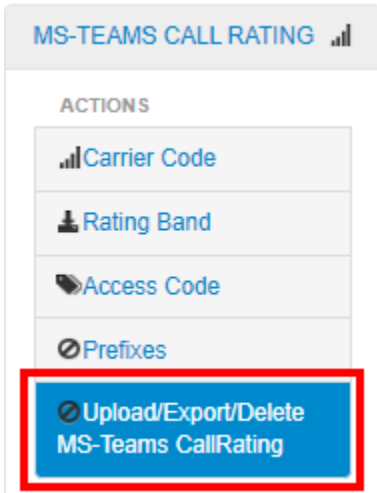 MS-TEAMS CALL RATING
ACTIONS
Carrier Code
Rating Band
Access Code
Prefixes
Upload/Export/Delete
MS-Teams CallRating